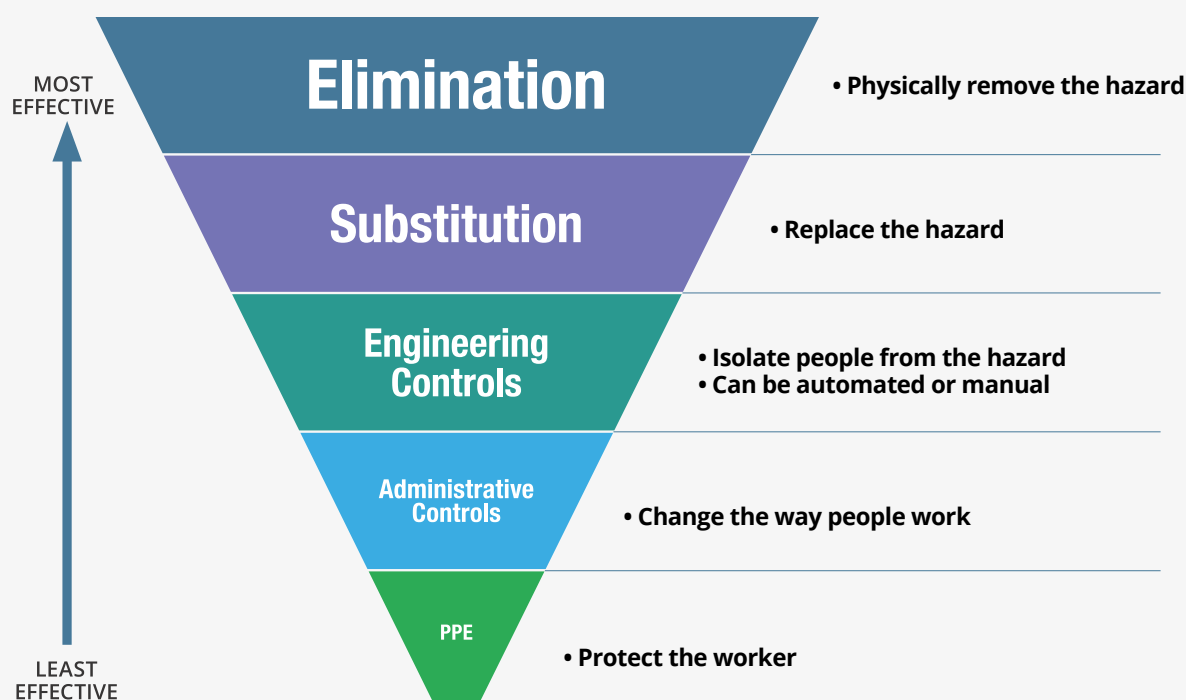 MOST
EFFECTIVE
Elimination
• Physically remove the hazard
Substitution
• Replace the hazard
Engineering
Controls
• Isolate people from the hazard
• Can be automated or manual
Administrative
Controls
• Change the way people work
PPE
• Protect the worker
LEAST
EFFECTIVE